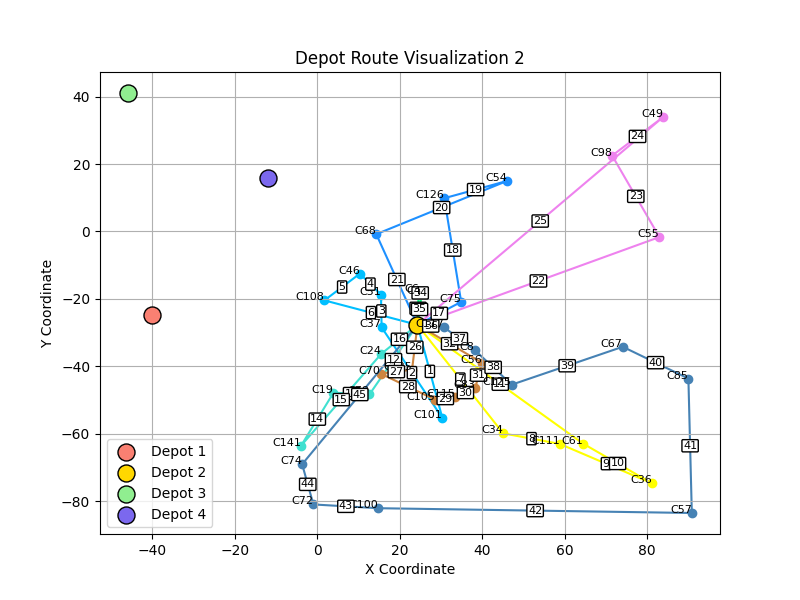 Depot Route Visualization 2
Y Coordinate
40
20
0
−20
−40
−60
−80
C49
24
C98
23
C54
19
C126
20
25
C68
18
C55
22
C46
5
4
C31
21
C108
6
3
C37
35
17
C75
16
C24
26
37
C8
C56
38
C67
39
40
C85
C70
27
2
1
31
28
C19
15
45
29
30
14
C101
C141
C34
8
C111
C61
9
10
C36
41
C74
44
C72
43
C100
42
C57
Depot 1
Depot 2
Depot 3
Depot 4
−40
−20
0
20
40
60
80
X Coordinate